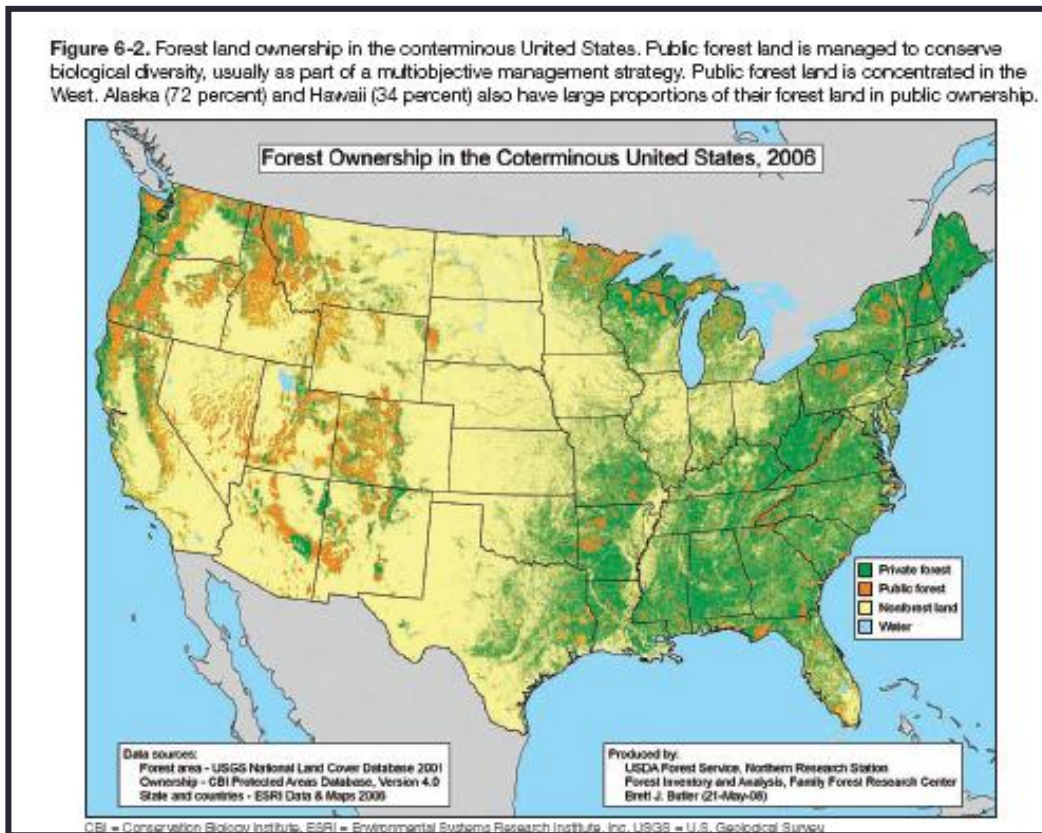 Figure 6-2. Forest land ownership in the conterminous United States. Public forest land is managed to conserve
biological diversity, usually as part of a multiobjective management strategy. Public forest land is concentrated in the
West. Alaska (72 percent) and Hawaii (34 percent) also have large proportions of their forest land in public ownership.
Forest Ownership in the Coterminous United States, 2006
Private forest
Public forest
Nonforest land
Water
Data sources:
Forest area - USGS National Land Cover Database 2001
Ownership - CBI Protected Areas Database, Version 4.0
State and countries - ESRI Data & Maps 2006
Produced by:
USDA Forest Service, Northern Research Station
Forest Inventory and Analysis, Family Forest Research Center
Brett J. Butler (21-May-08)
CBI = Conservation Biology Institute, ESRI = Environmental Systems Research Institute, Inc, USGS = U.S. Geological Survey